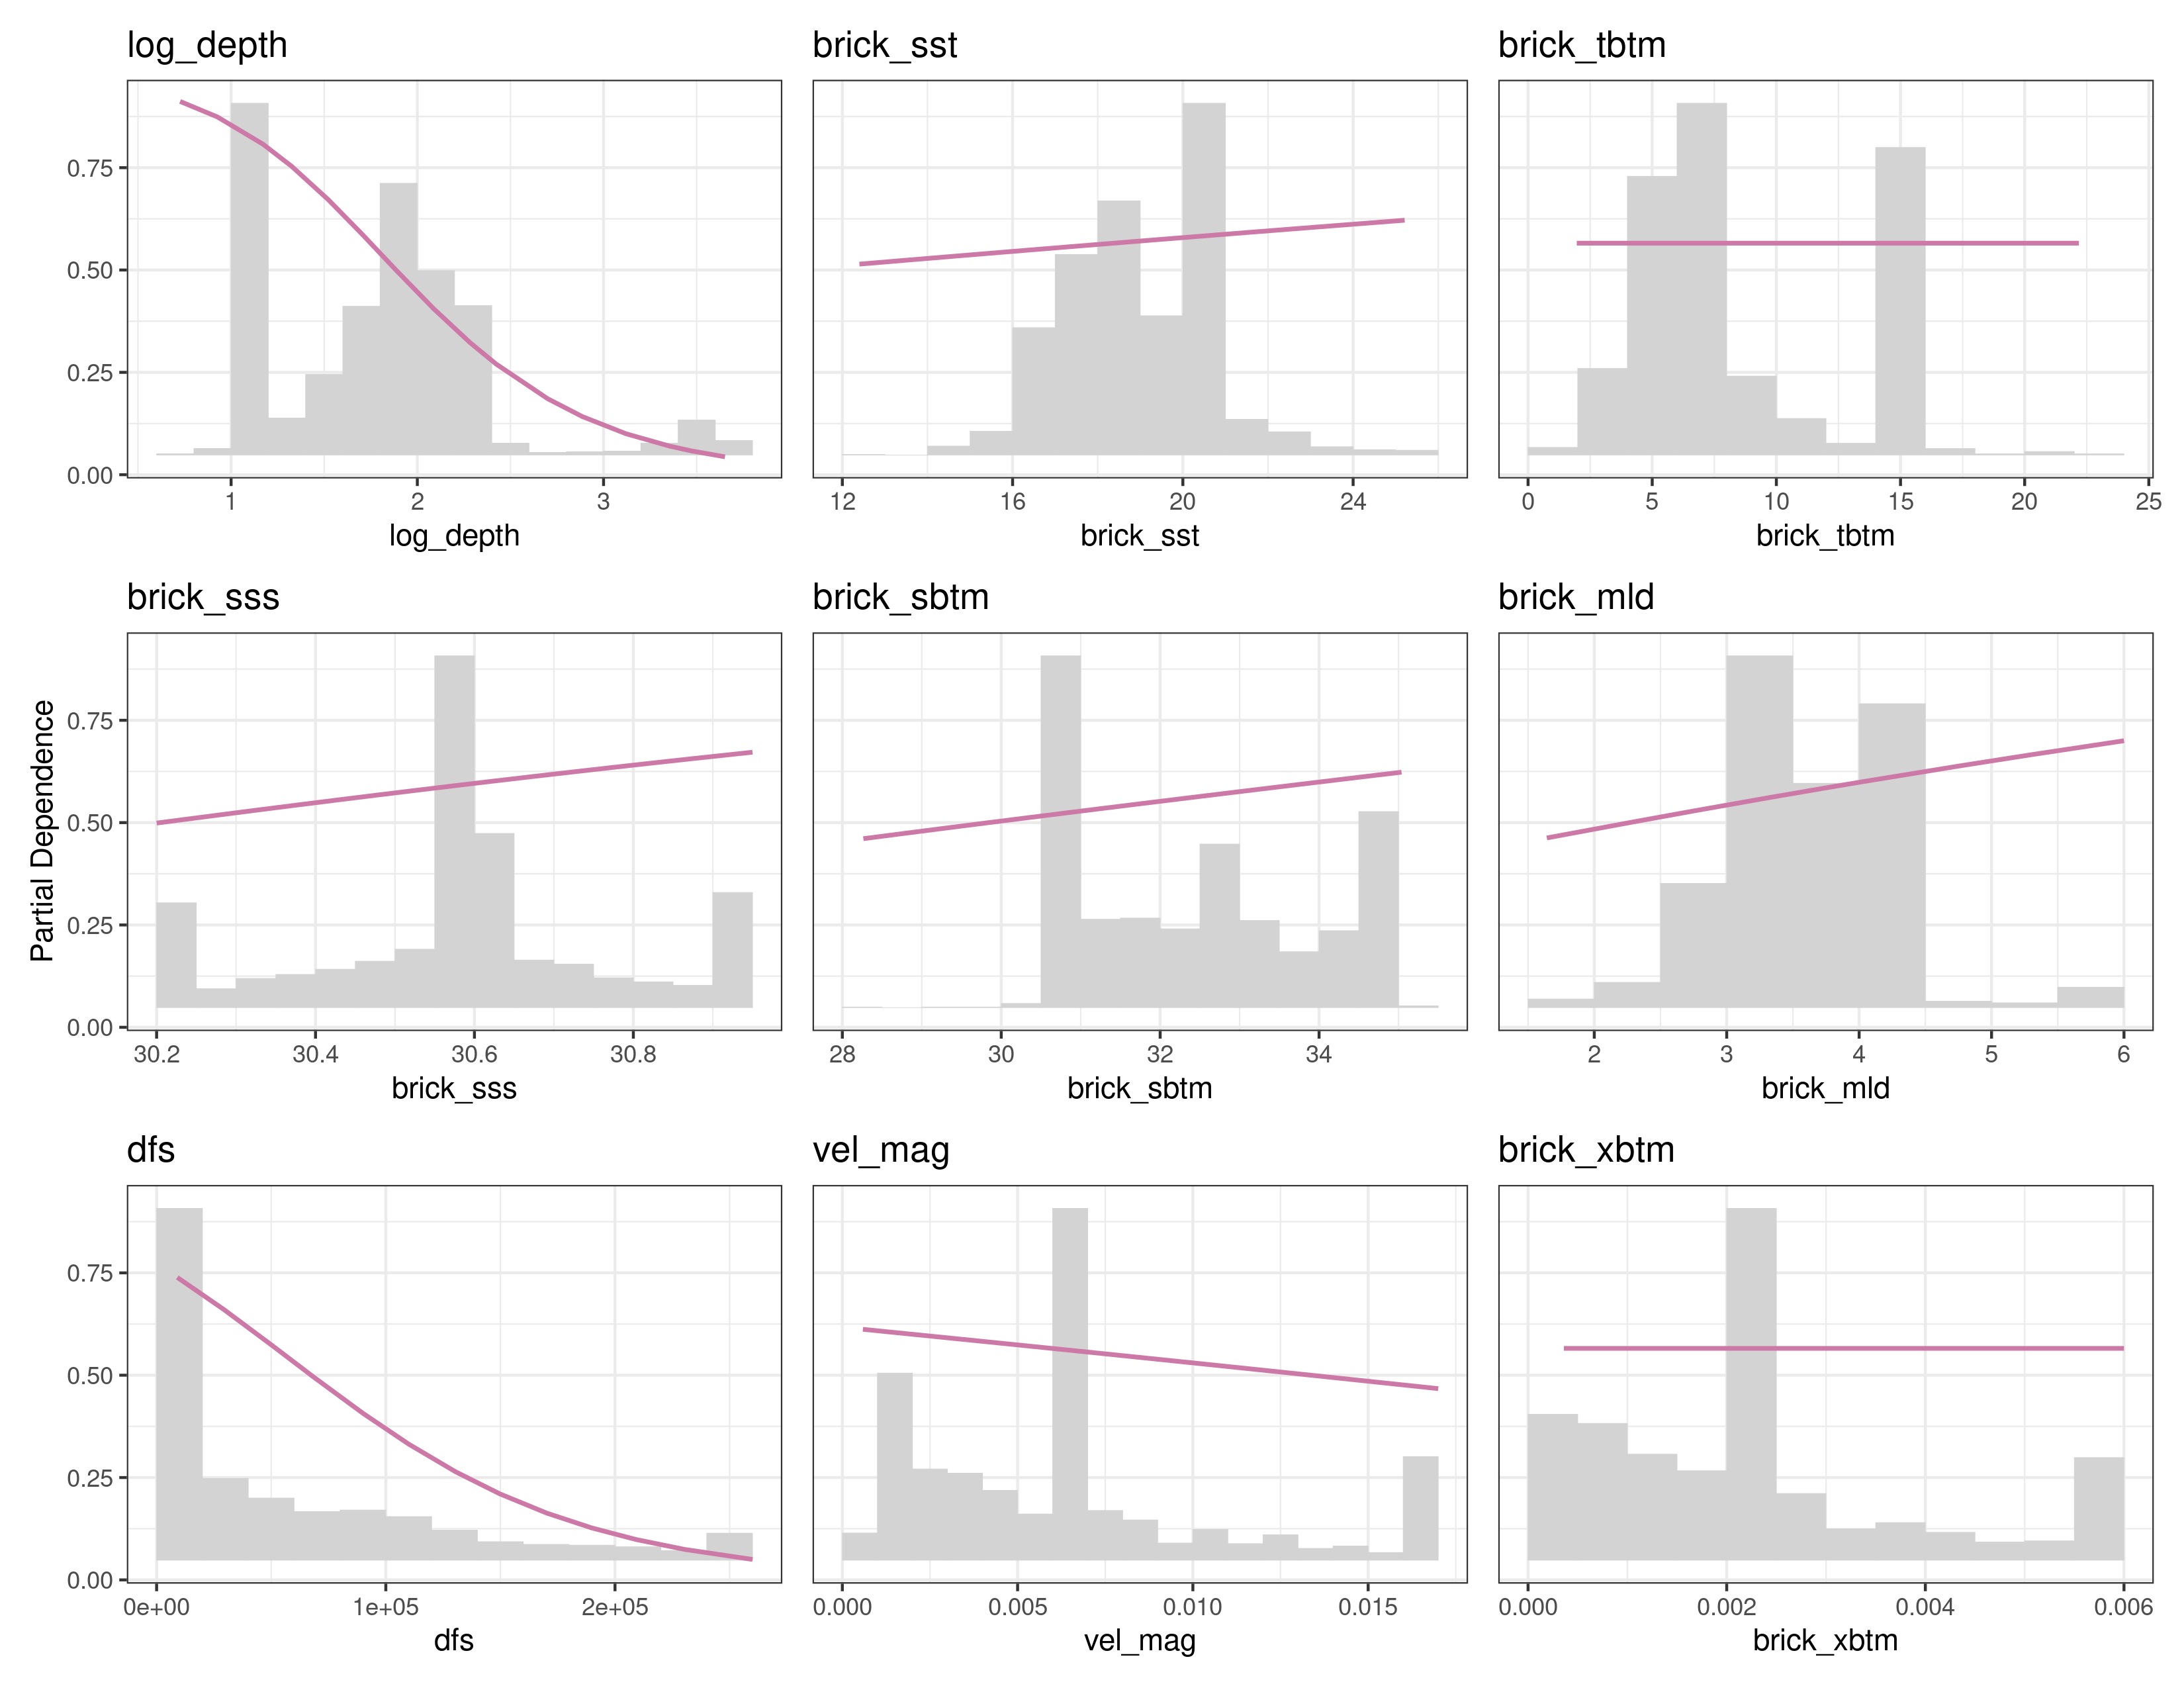 log_depth
brick_sst
brick_tbtm
0.75
0.50
0.25
0.00
1 2 3
12 16 20 24
0 5 10 15 20 25
log_depth
brick_sst
brick_tbtm
brick_sss
brick_sbtm
brick_mld
Partial Dependence
0.75
0.50
0.25
0.00
30.2 30.4 30.6 30.8
28 30 32 34
2 3 4 5 6
brick_sss
brick_sbtm
brick_mld
dfs
vel_mag
brick_xbtm
0.75
0.50
0.25
0.00
0e+00 1e+05 2e+05
0.000 0.005 0.010 0.015
0.000 0.002 0.004 0.006
dfs
vel_mag
brick_xbtm